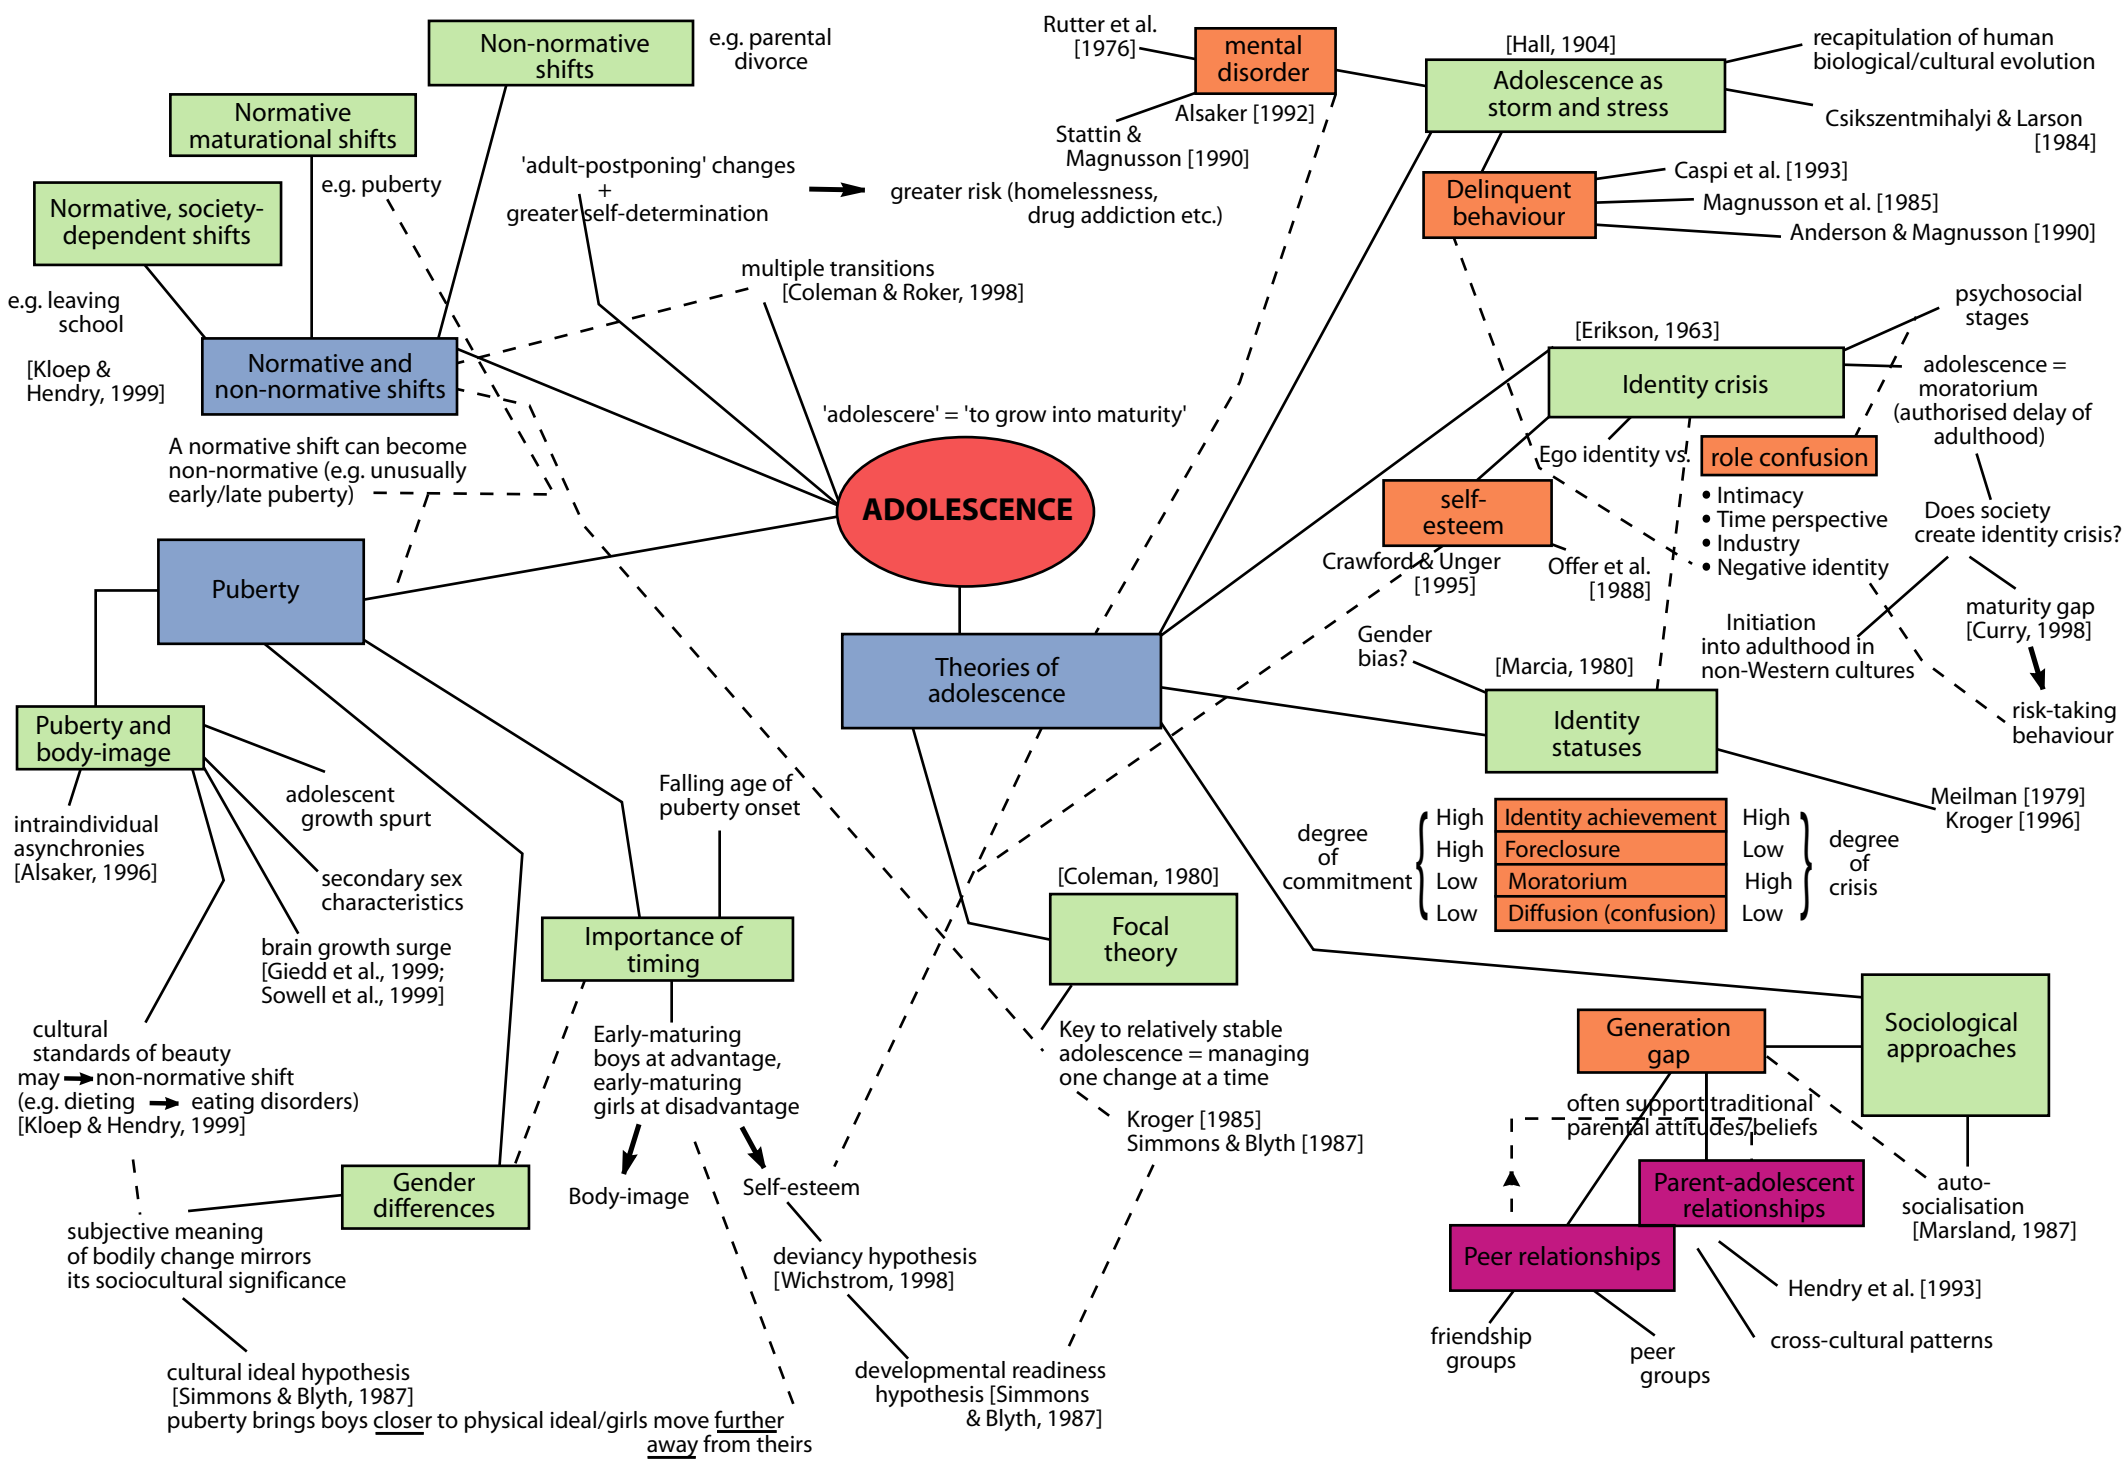 Non-normative
shifts
e.g. parental
divorce
Normative
maturational shifts
e.g. puberty
Normative, society-
dependent shifts
e.g. leaving
school
[Kloep &
Hendry, 1999]
Normative and
non-normative shifts
A normative shift can become
non-normative (e.g. unusually
early/late puberty)
'adult-postponing' changes
+
greater self-determination
greater risk (homelessness,
drug addiction etc.)
multiple transitions
[Coleman & Roker, 1998]
'adolescere' = 'to grow into maturity'
ADOLESCENCE
Rutter et al.
[1976]
mental
disorder
Alsaker [1992]
Stattin &
Magnusson [1990]
[Hall, 1904]
Adolescence as
storm and stress
recapitulation of human
biological/cultural evolution
Csikszentmihalyi & Larson
[1984]
Delinquent
behaviour
Caspi et al. [1993]
Magnusson et al. [1985]
Anderson & Magnusson [1990]
[Erikson, 1963]
Identity crisis
psychosocial
stages
adolescence =
moratorium
(authorised delay of
adulthood)
Ego identity vs.
role confusion
• Intimacy
• Time perspective
• Industry
• Negative identity
self-
esteem
Crawford & Unger
[1995]
Offer et al.
[1988]
Does society
create identity crisis?
Initiation
into adulthood in
non-Western cultures
maturity gap
[Curry, 1998]
risk-taking
behaviour
Puberty
Theories of
adolescence
Gender
bias?
[Marcia, 1980]
Identity
statuses
Meilman [1979]
Kroger [1996]
degree
of
commitment
High Identity achievement High
High Foreclosure Low
Low Moratorium High
Low Diffusion (confusion) Low
degree
of
crisis
Puberty and
body-image
intraindividual
asynchronies
[Alsaker, 1996]
adolescent
growth spurt
secondary sex
characteristics
brain growth surge
[Giedd et al., 1999;
Sowell et al., 1999]
cultural
standards of beauty
may non-normative shift
(e.g. dieting eating disorders)
[Kloep & Hendry, 1999]
Falling age of
puberty onset
Importance of
timing
Early-maturing
boys at advantage,
early-maturing
girls at disadvantage
Body-image
Self-esteem
Gender
differences
subjective meaning
of bodily change mirrors
its sociocultural significance
cultural ideal hypothesis
[Simmons & Blyth, 1987]
puberty brings boys closer to physical ideal/girls move further
away from theirs
deviancy hypothesis
[Wichstrom, 1998]
developmental readiness
hypothesis [Simmons
& Blyth, 1987]
[Coleman, 1980]
Focal
theory
Key to relatively stable
adolescence = managing
one change at a time
Kroger [1985]
Simmons & Blyth [1987]
Generation
gap
Sociological
approaches
often support traditional
parental attitudes/beliefs
Parent-adolescent
relationships
Peer relationships
auto-
socialisation
[Marsland, 1987]
Hendry et al. [1993]
cross-cultural patterns
friendship
groups
peer
groups